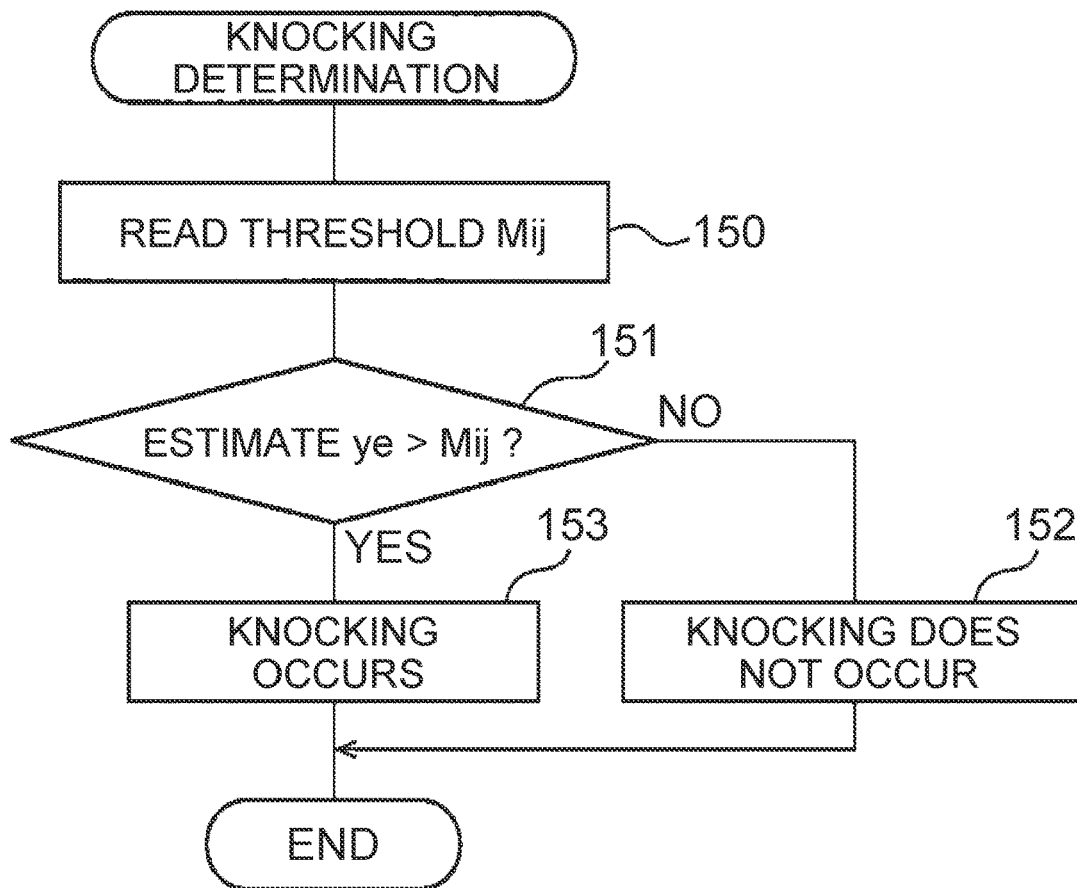 KNOCKING
DETERMINATION
READ THRESHOLD Mij
150
151
ESTIMATE ye > Mij ?
NO
YES
153
152
KNOCKING
OCCURS
KNOCKING DOES
NOT OCCUR
END